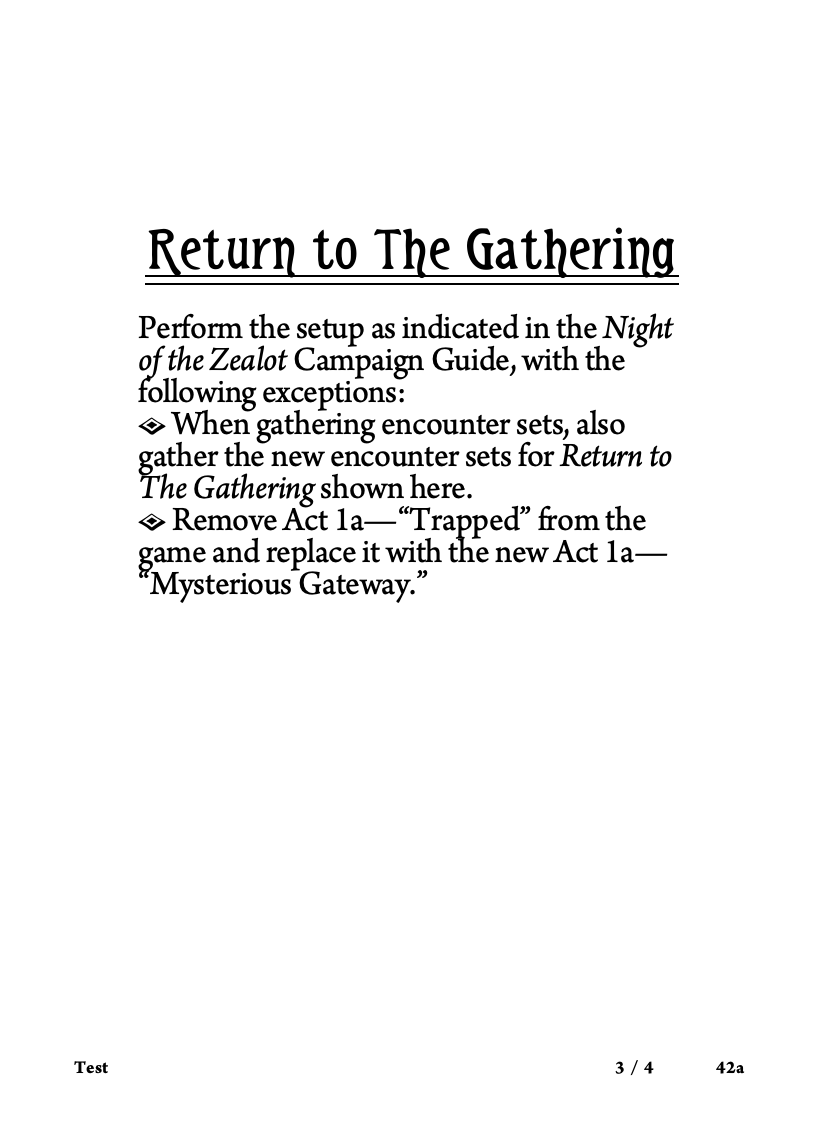 Return to The Gathering
Perform the setup as indicated in the Night
of the Zealot Campaign Guide, with the
following exceptions:
When gathering encounter sets, also
gather the new encounter sets for Return to
The Gathering shown here.
Remove Act 1a—“Trapped” from the
game and replace it with the new Act 1a—
“Mysterious Gateway.”
Test 3 / 4 42a